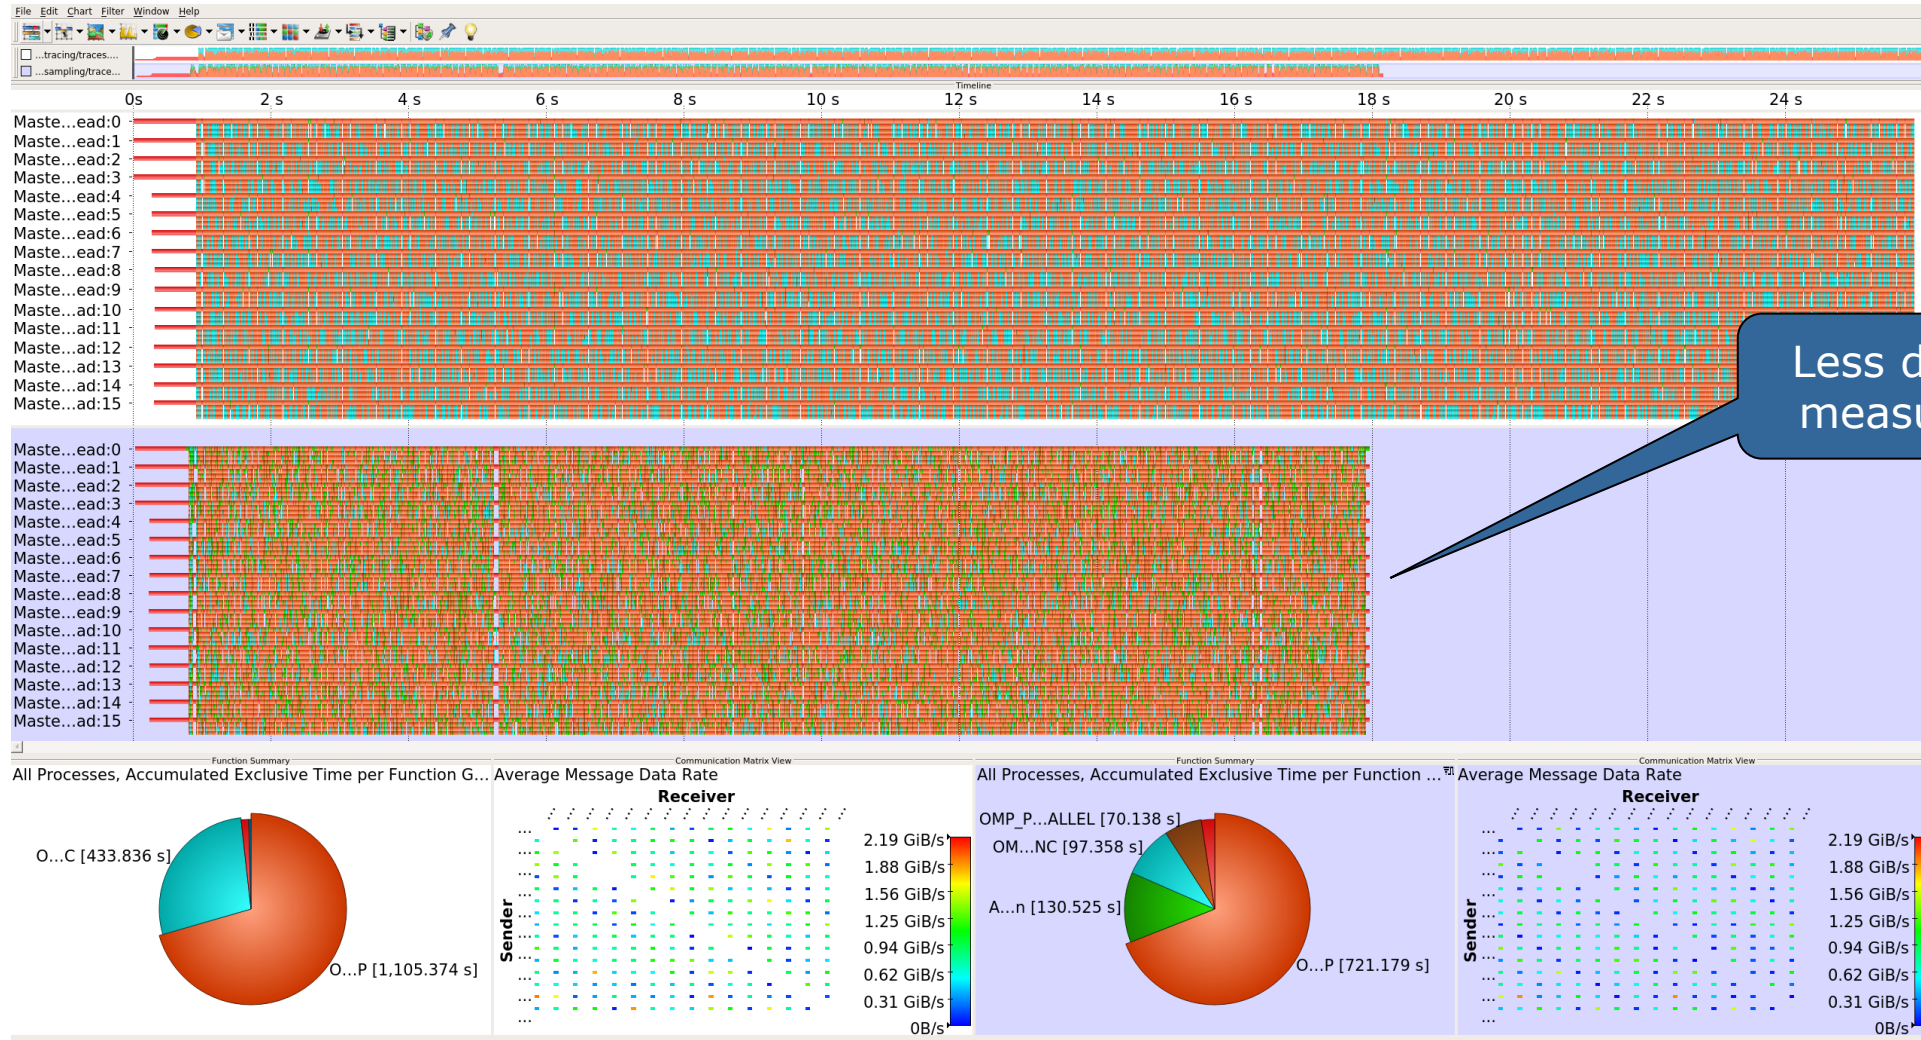 File Edit Chart Filter Window Help
...tracing/traces....
...sampling/trace...
Timeline
0s 2 s 4 s 6 s 8 s 10 s 12 s 14 s 16 s 18 s 20 s 22 s 24 s
Maste...ead:0
Maste...ead:1
Maste...ead:2
Maste...ead:3
Maste...ead:4
Maste...ead:5
Maste...ead:6
Maste...ead:7
Maste...ead:8
Maste...ead:9
Maste...ad:10
Maste...ad:11
Maste...ad:12
Maste...ad:13
Maste...ad:14
Maste...ad:15
Less d
measu
Maste...ead:0
Maste...ead:1
Maste...ead:2
Maste...ead:3
Maste...ead:4
Maste...ead:5
Maste...ead:6
Maste...ead:7
Maste...ead:8
Maste...ead:9
Maste...ad:10
Maste...ad:11
Maste...ad:12
Maste...ad:13
Maste...ad:14
Maste...ad:15
Function Summary
All Processes, Accumulated Exclusive Time per Function G...
O...C [433.836 s]
O...P [1,105.374 s]
Communication Matrix View
Average Message Data Rate
Receiver
Sender
2.19 GiB/s
1.88 GiB/s
1.56 GiB/s
1.25 GiB/s
0.94 GiB/s
0.62 GiB/s
0.31 GiB/s
0B/s
Function Summary
All Processes, Accumulated Exclusive Time per Function ...
OMP_P...ALLEL [70.138 s]
OM...NC [97.358 s]
A...n [130.525 s]
O...P [721.179 s]
Communication Matrix View
Average Message Data Rate
Receiver
Sender
2.19 GiB/s
1.88 GiB/s
1.56 GiB/s
1.25 GiB/s
0.94 GiB/s
0.62 GiB/s
0.31 GiB/s
0B/s